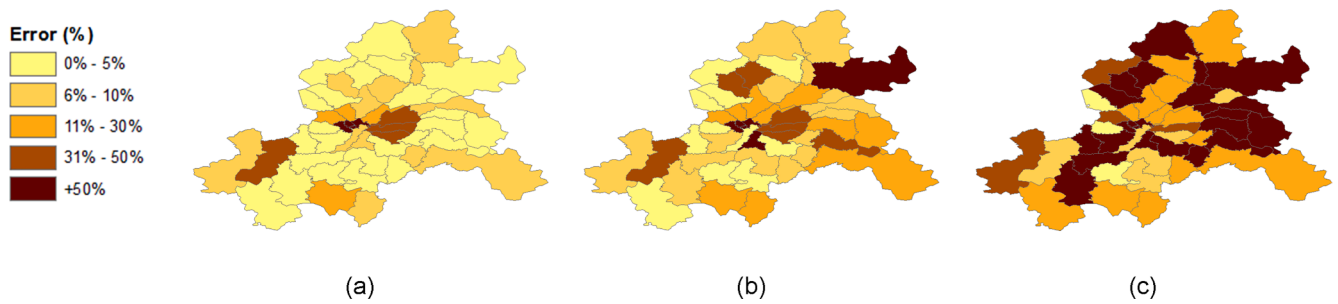 Error (%)
0% - 5%
6% - 10%
11% - 30%
31% - 50%
+50%
(a)
(b)
(c)